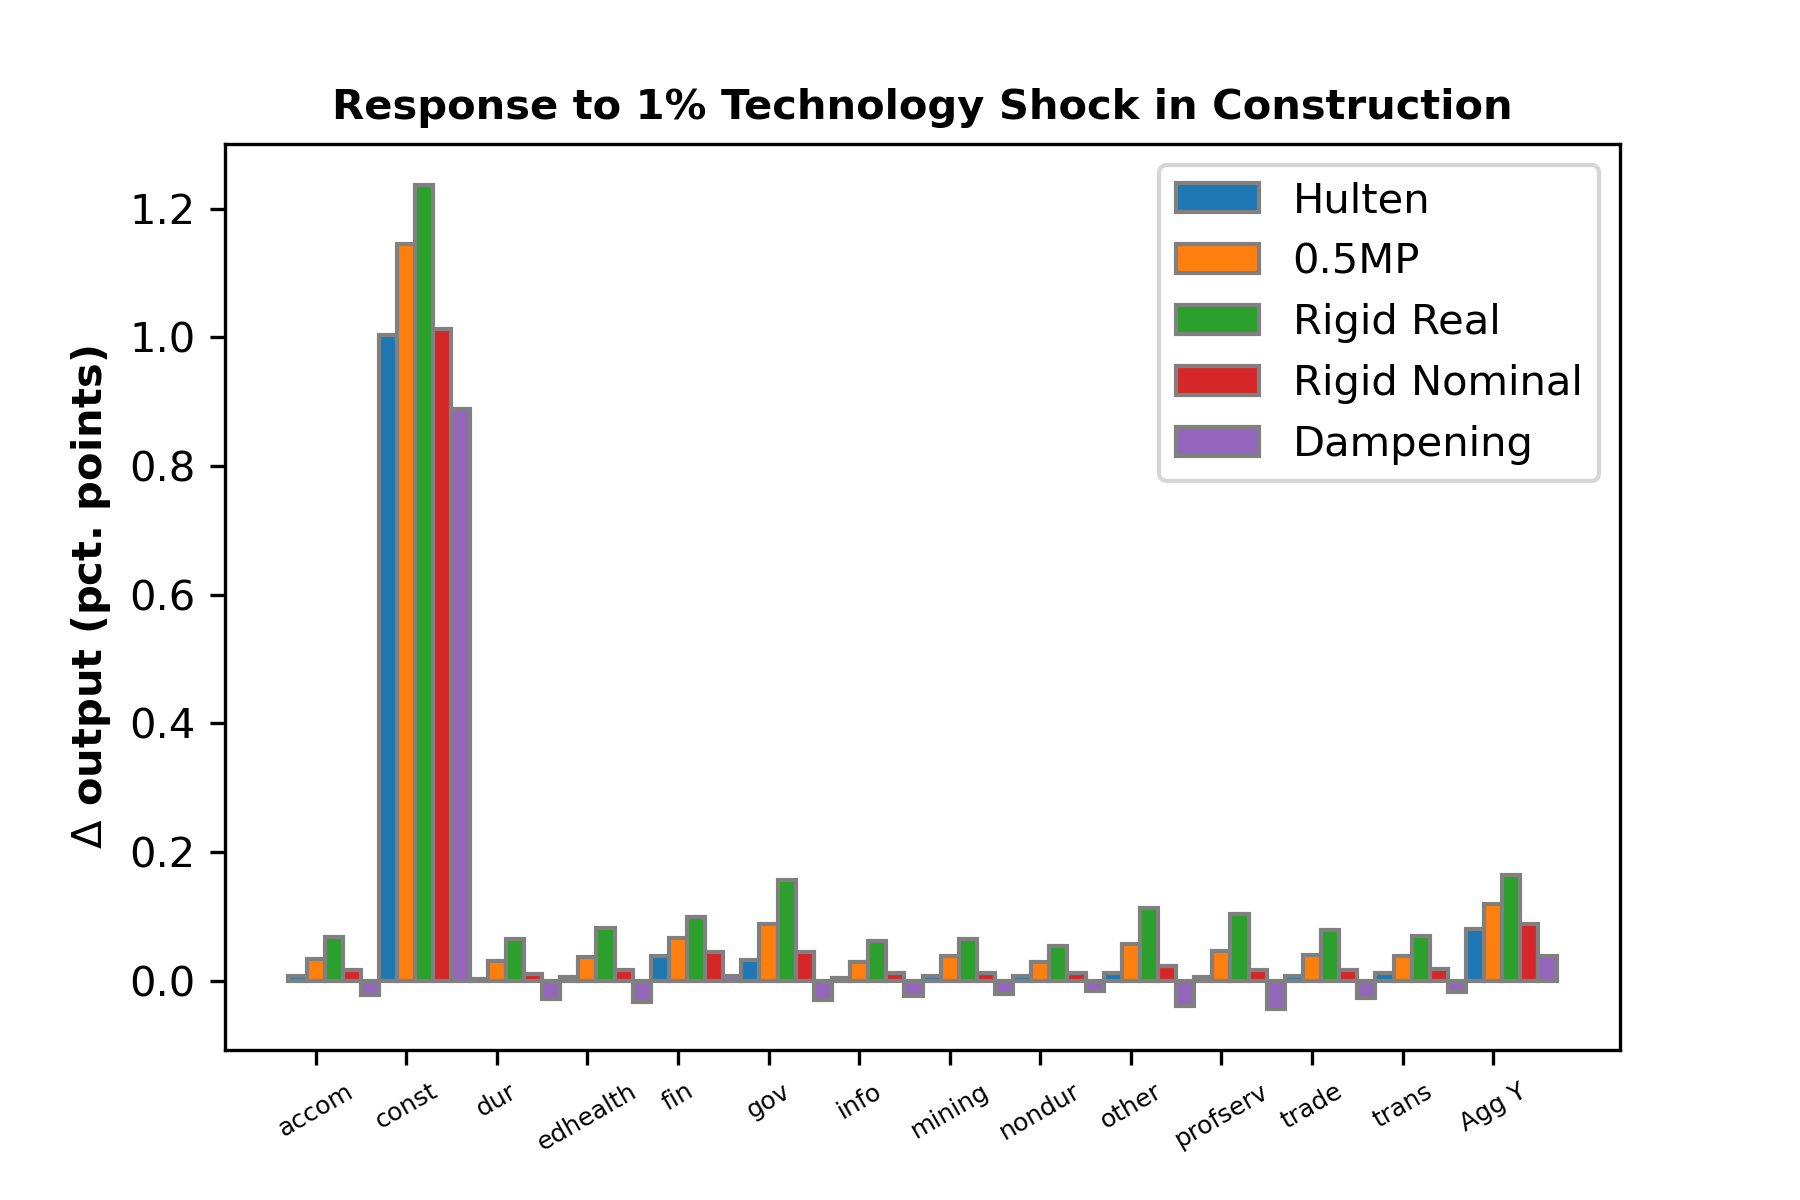 Response to 1% Technology Shock in Construction
Δ output (pct. points)
1.2
1.0
0.8
0.6
0.4
0.2
0.0
Hulten
0.5MP
Rigid Real
Rigid Nominal
Dampening
accom
const
dur
edhealth
fin
gov
info
mining
nondur
other
profserv
trade
trans
Agg Y